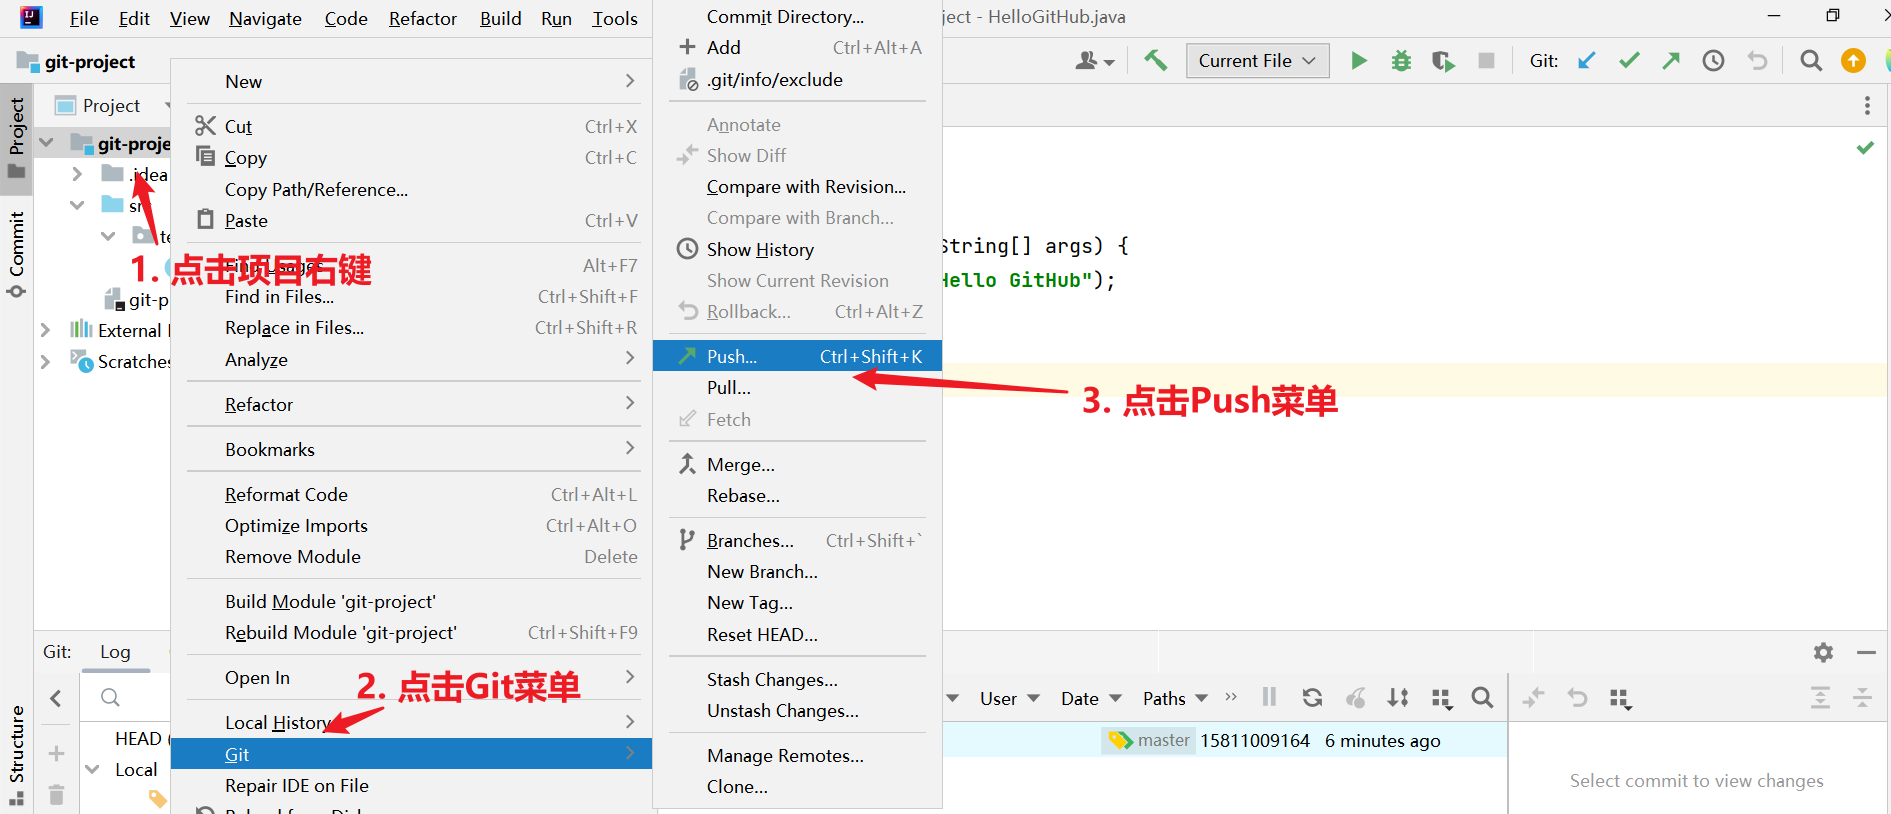 File Edit View Navigate Code Refactor Build Run Tools
ject - HelloGitHub.java
git-project
Current File
Git:
Project
Project
git-proje
.idea
src
te
git-p
External
Scratches
Commit
Structure
New
Cut Ctrl+X
Copy Ctrl+C
Copy Path/Reference...
Paste Ctrl+V
Find Usages Alt+F7
Find in Files... Ctrl+Shift+F
Replace in Files... Ctrl+Shift+R
Analyze
Refactor
Bookmarks
Reformat Code Ctrl+Alt+L
Optimize Imports Ctrl+Alt+O
Remove Module Delete
Build Module 'git-project'
Rebuild Module 'git-project' Ctrl+Shift+F9
Open In
Local History
Git
Repair IDE on File
Commit Directory...
Add Ctrl+Alt+A
.git/info/exclude
Annotate
Show Diff
Compare with Revision...
Compare with Branch...
Show History
Show Current Revision
Rollback... Ctrl+Alt+Z
Push... Ctrl+Shift+K
Pull...
Fetch
Merge...
Rebase...
Branches... Ctrl+Shift+`
New Branch...
New Tag...
Reset HEAD...
Stash Changes...
Unstash Changes...
Manage Remotes...
Clone...
1. 点击项目右键
2. 点击Git菜单
3. 点击Push菜单
String[] args) {
Hello GitHub");
Git: Log
HEAD (
Local
User Date Paths
master 15811009164 6 minutes ago
Select commit to view changes